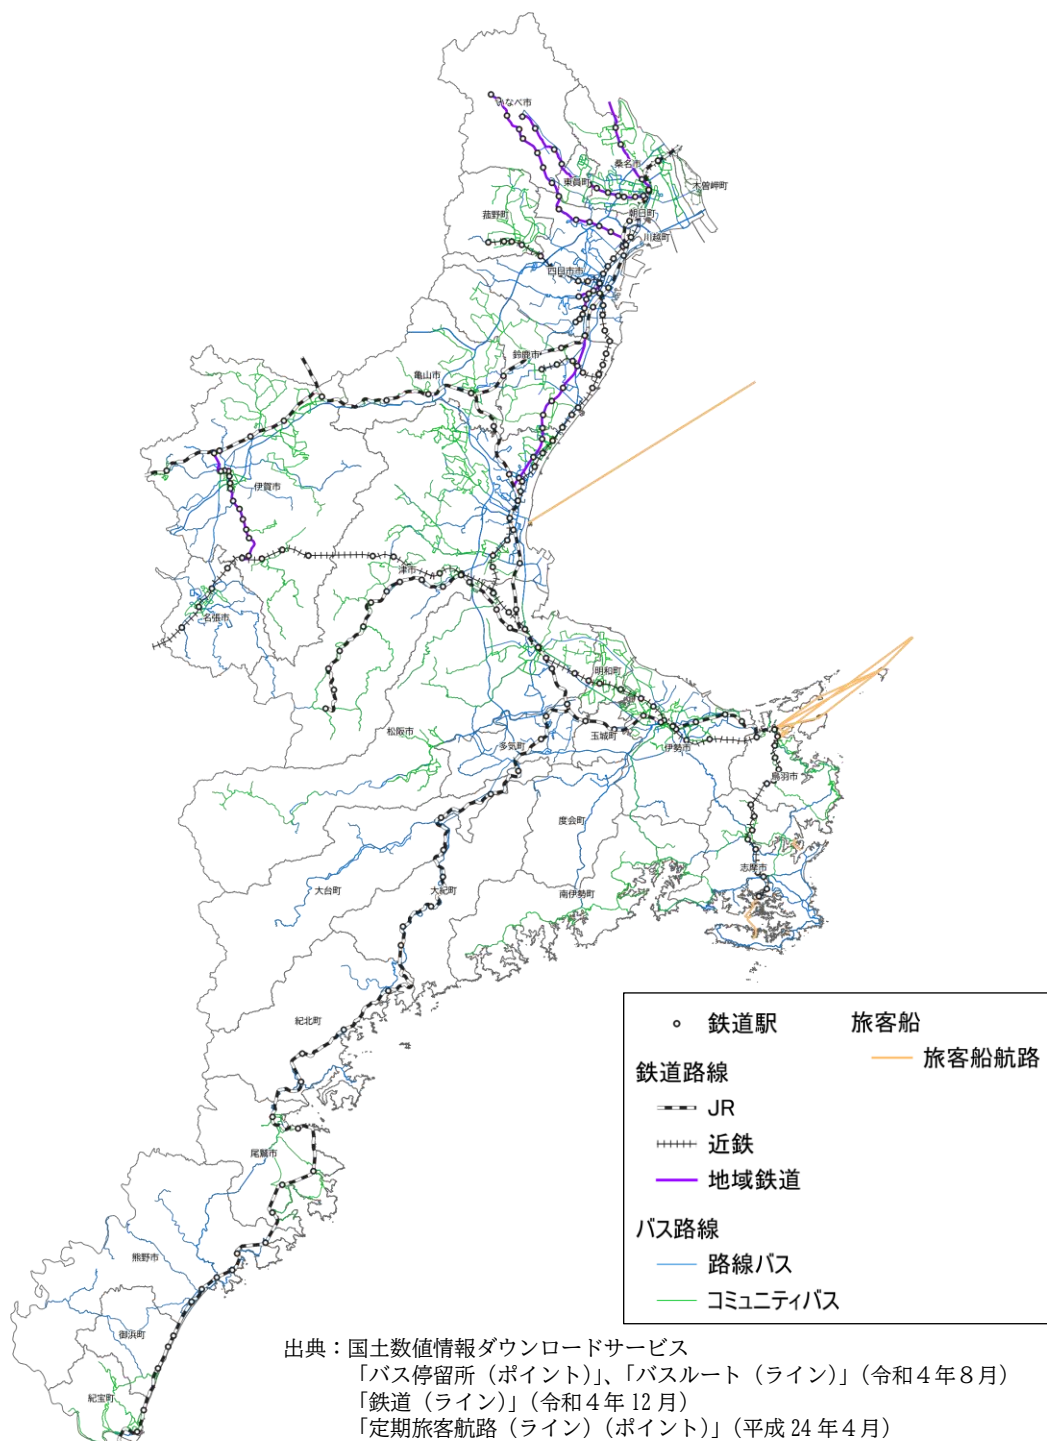 いなべ市
桑名市
東員町
木曽岬町
菰野町
朝日町
川越町
四日市市
鈴鹿市
亀山市
伊賀市
津市
名張市
明和町
松阪市
玉城町
多気町
伊勢市
鳥羽市
度会町
志摩市
大台町
大紀町
南伊勢町
紀北町
尾鷲市
熊野市
御浜町
紀宝町
鉄道駅
旅客船
旅客船航路
鉄道路線
JR
近鉄
地域鉄道
バス路線
路線バス
コミュニティバス
出典：国土数値情報ダウンロードサービス
「バス停留所（ポイント）」、「バスルート（ライン）」（令和４年８月）
「鉄道（ライン）」（令和４年 12 月）
「定期旅客航路（ライン）（ポイント）」（平成 24 年４月）